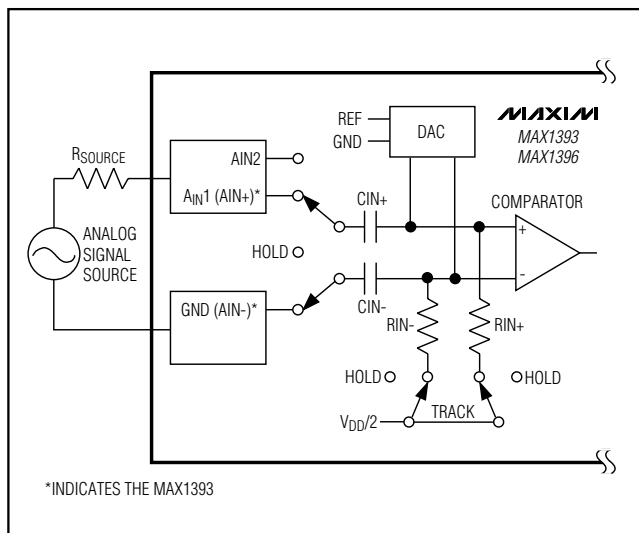 MAXIM
MAX1393
MAX1396
REF
GND
DAC
RSOURCE
AIN2
AIN1 (AIN+)*
CIN+
COMPARATOR
+
-
ANALOG
SIGNAL
SOURCE
HOLD
GND (AIN-)*
CIN-
RIN-
RIN+
HOLD
HOLD
TRACK
VDD/2
*INDICATES THE MAX1393